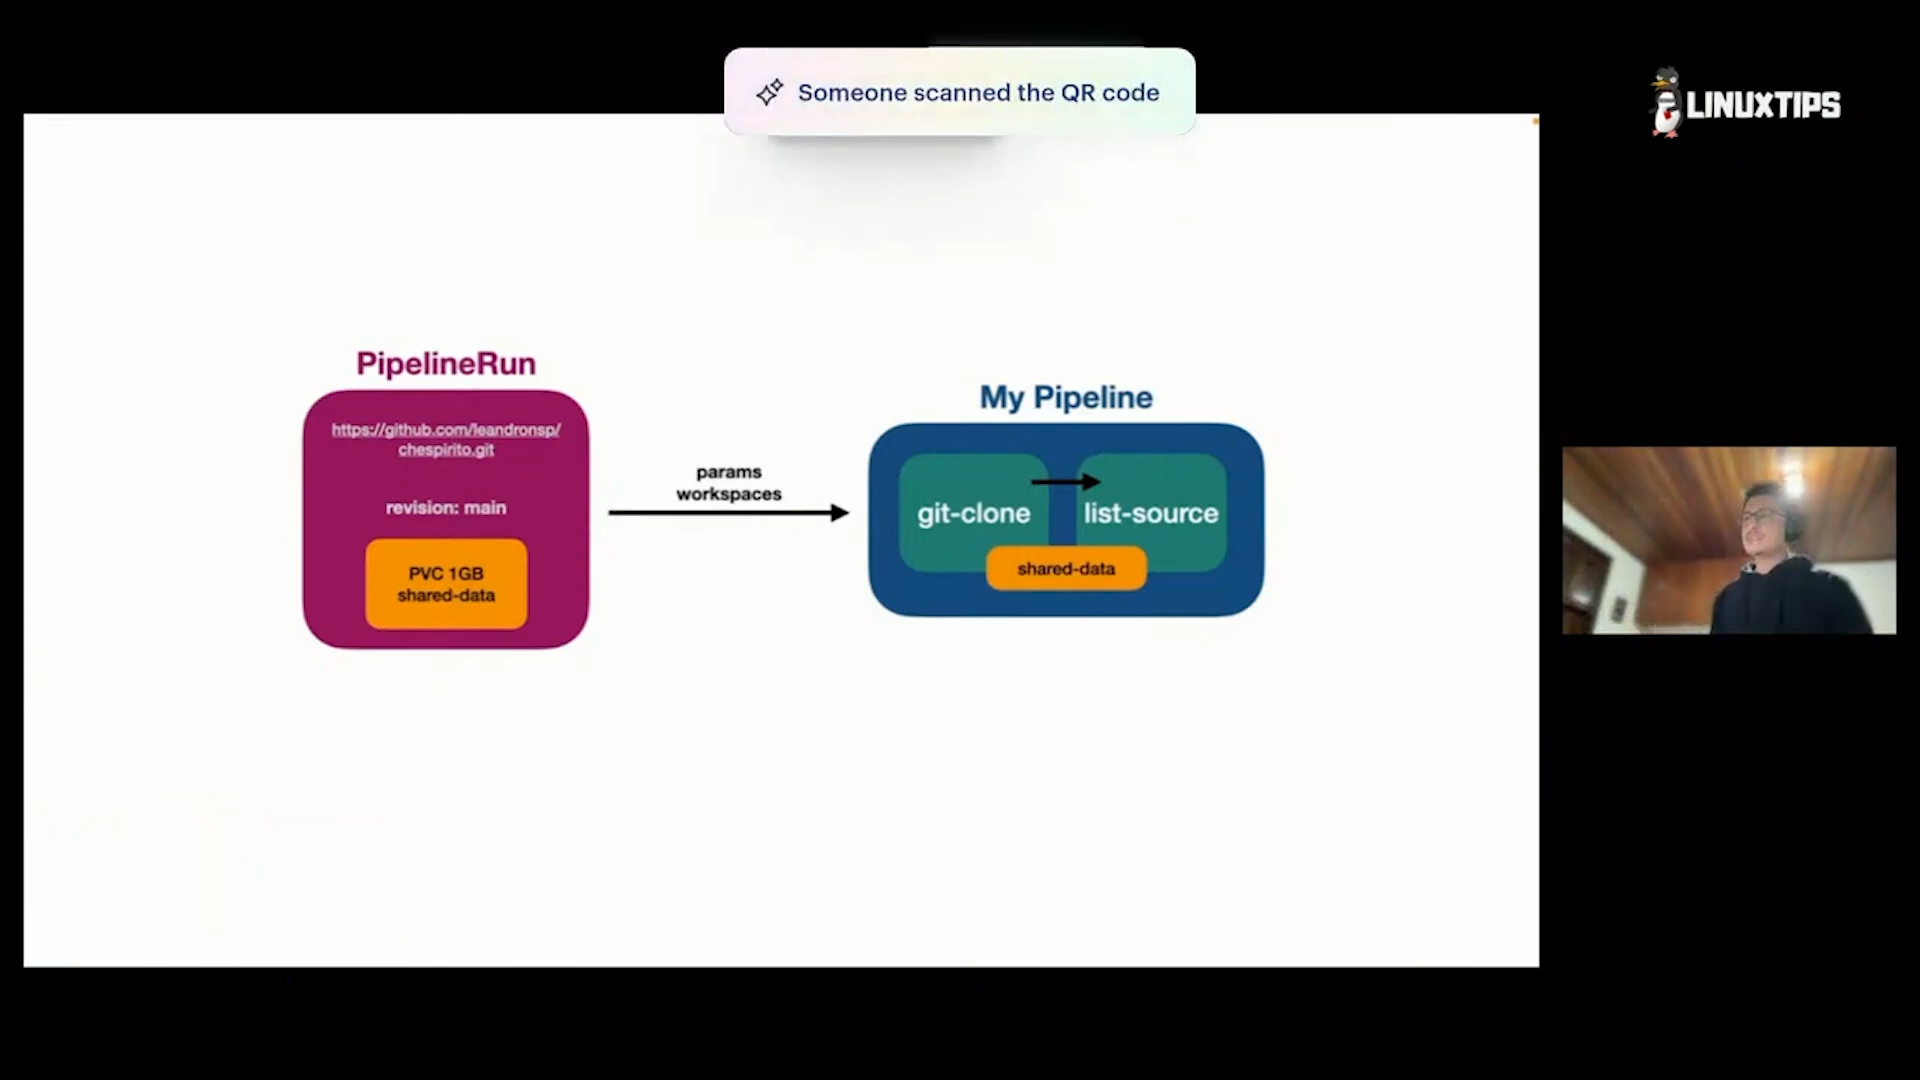 Someone scanned the QR code
LINUXTIPS
PipelineRun
https://github.com/leandronsp/
chespirito.git
revision: main
PVC 1GB
shared-data
params
workspaces
My Pipeline
git-clone
list-source
shared-data